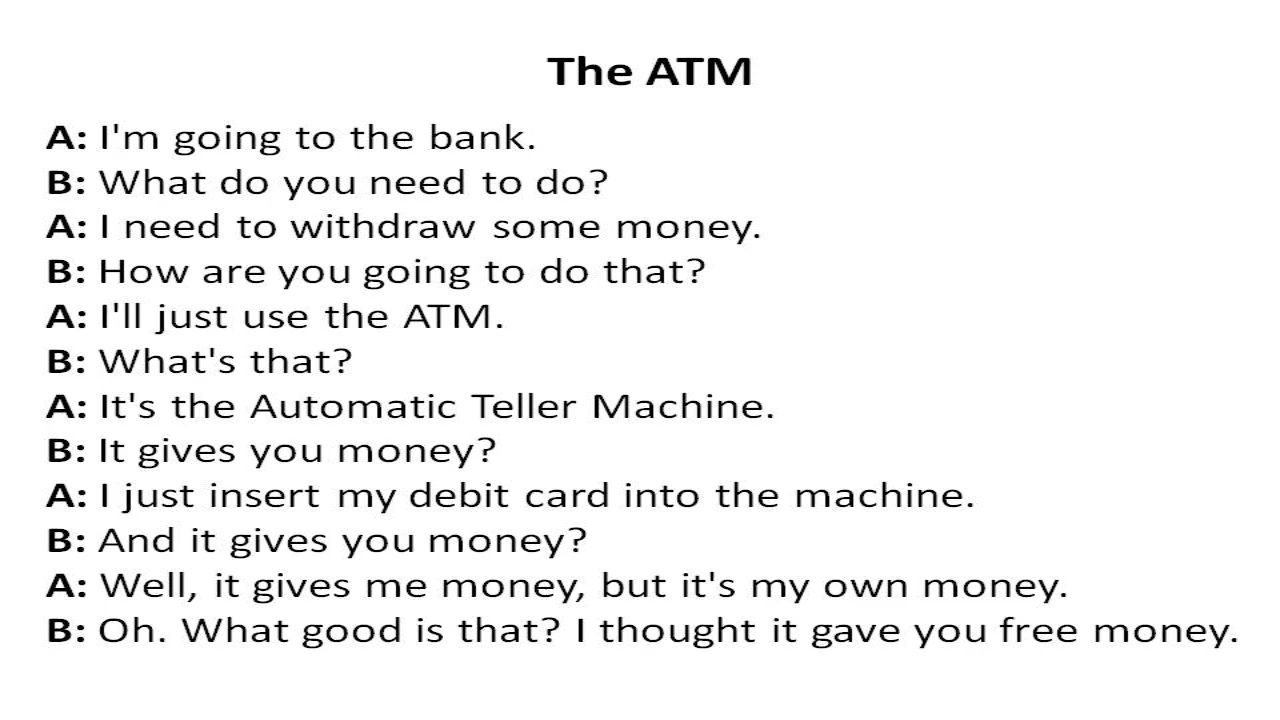 The ATM
A: I'm going to the bank.
B: What do you need to do?
A: I need to withdraw some money.
B: How are you going to do that?
A: I'll just use the ATM.
B: What's that?
A: It's the Automatic Teller Machine.
B: It gives you money?
A: I just insert my debit card into the machine.
B: And it gives you money?
A: Well, it gives me money, but it's my own money.
B: Oh. What good is that? I thought it gave you free money.